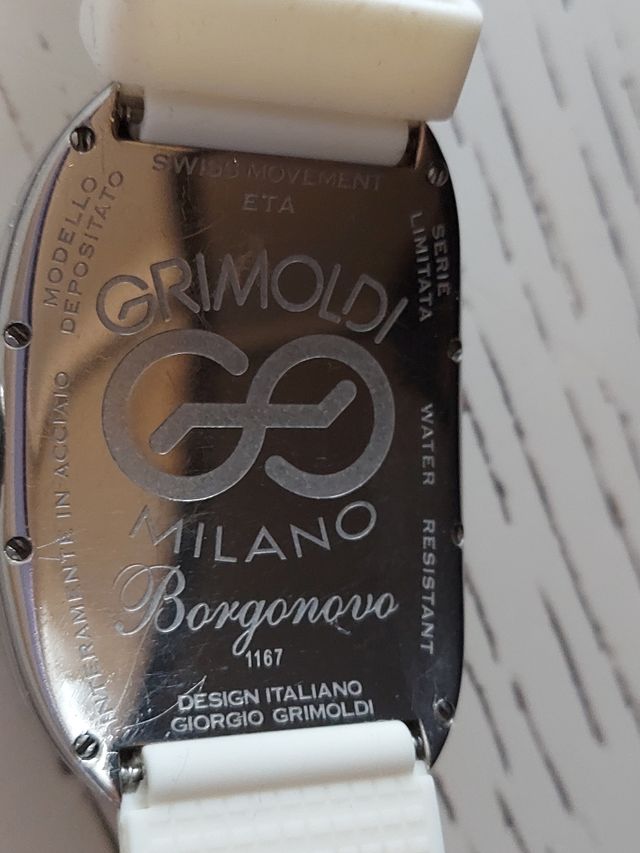 SWISS MOVEMENT
ETA
MODELLO
DEPOSITATO
SERIE
LIMITATA
GRIMOLDI
INTERAMENTE IN ACCIAIO
WATER RESISTANT
MILANO
Borgonovo
1167
DESIGN ITALIANO
GIORGIO GRIMOLDI